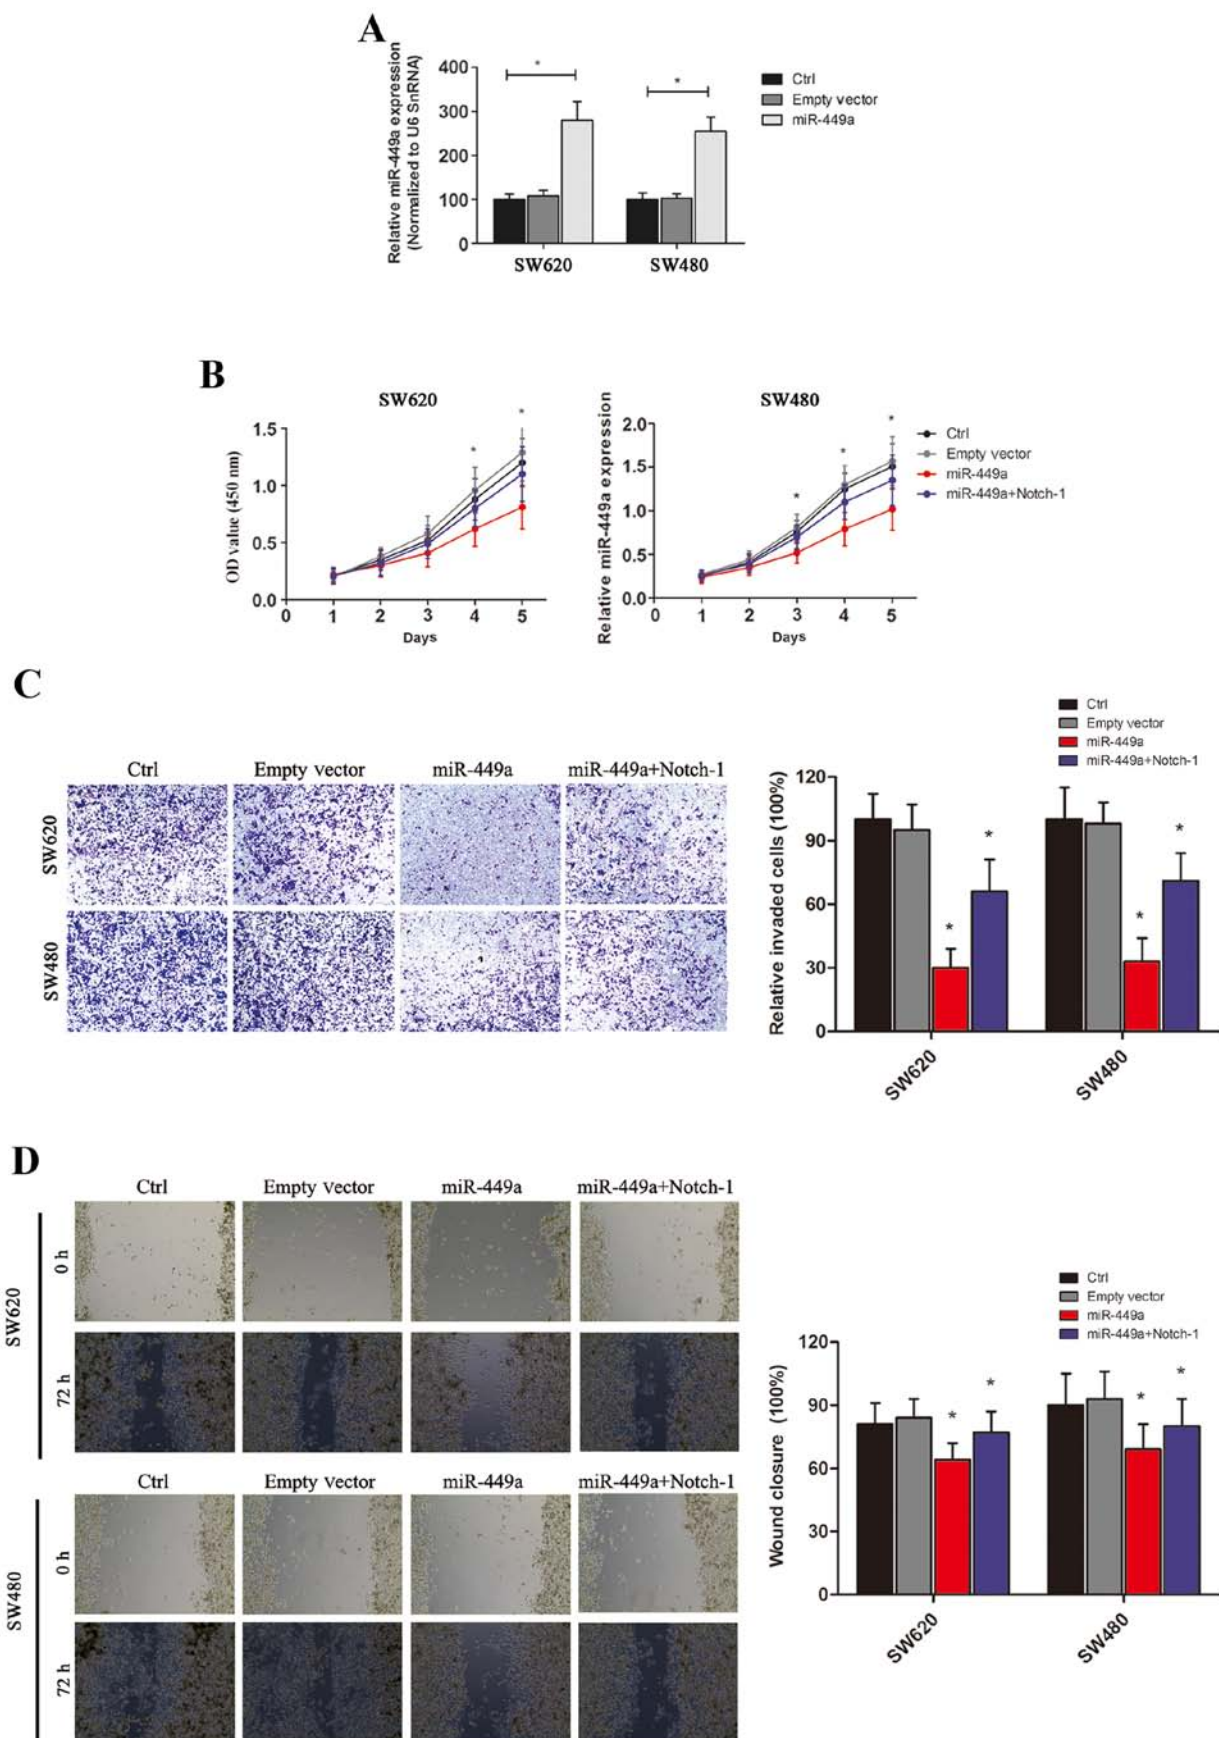 A
Relative miR-449a expression
(Normalized to U6 SnRNA)
400
300
200
100
0
*
*
SW620
SW480
Ctrl
Empty vector
miR-449a
B
SW620
OD value (450 nm)
1.5
1.0
0.5
0.0
*
*
0 1 2 3 4 5
Days
SW480
Relative miR-449a expression
2.0
1.5
1.0
0.5
0.0
*
*
*
0 1 2 3 4 5
Days
Ctrl
Empty vector
miR-449a
miR-449a+Notch-1
C
Ctrl Empty vector miR-449a miR-449a+Notch-1
SW620
SW480
Ctrl
Empty vector
miR-449a
miR-449a+Notch-1
Relative invaded cells (100%)
120
90
60
30
0
*
*
*
*
SW620
SW480
D
Ctrl Empty Vector miR-449a miR-449a+Notch-1
SW620
0 h
72 h
Ctrl Empty Vector miR-449a miR-449a+Notch-1
SW480
0 h
72 h
Ctrl
Empty vector
miR-449a
miR-449a+Notch-1
Wound closure (100%)
120
90
60
30
0
*
*
*
*
SW620
SW480